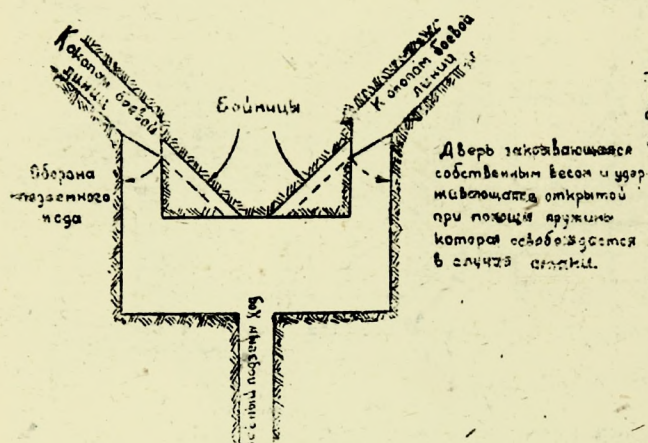 К окопам боевой
линии
Бойницы
К окопам боевой
линии
Оборона
подземного
хода
Дверь закрывающаяся
собственным весом и удер
живающаяся открытой
при помощи пружины
которая освобождается
в случае
Ход